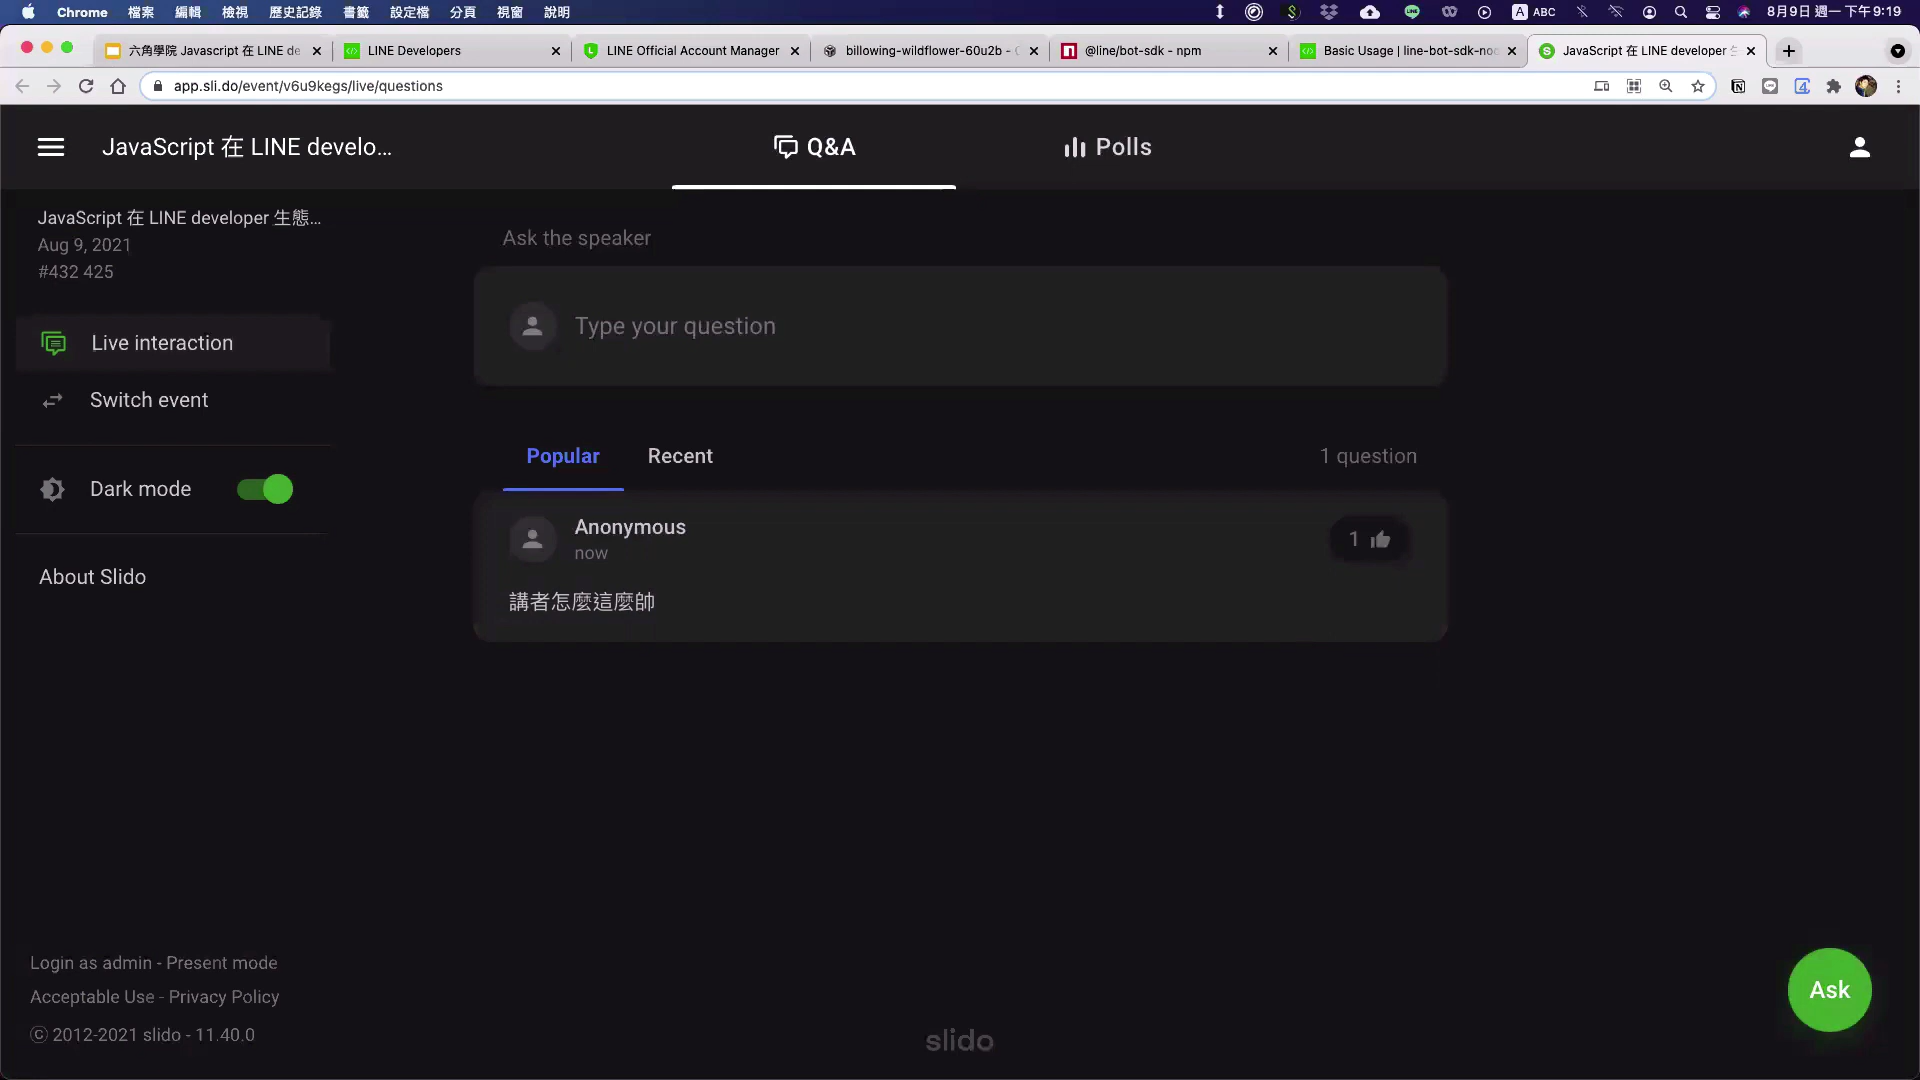 Chrome 檔案 編輯 檢視 歷史記錄 書籤 設定檔 分頁 視窗 說明 A ABC 8月9日 週一 下午9:19
六角學院 Javascript 在 LINE de
LINE Developers
LINE Official Account Manager
billowing-wildflower-60u2b - C
@line/bot-sdk - npm
Basic Usage | line-bot-sdk-no
JavaScript 在 LINE developer 生
app.sli.do/event/v6u9kegs/live/questions
JavaScript 在 LINE develo...
Q&A
Polls
JavaScript 在 LINE developer 生態...
Aug 9, 2021
#432 425
Live interaction
Switch event
Dark mode
About Slido
Ask the speaker
Type your question
Popular
Recent
1 question
Anonymous
now
1
講者怎麼這麼帥
Login as admin - Present mode
Acceptable Use - Privacy Policy
© 2012-2021 slido - 11.40.0
slido
Ask